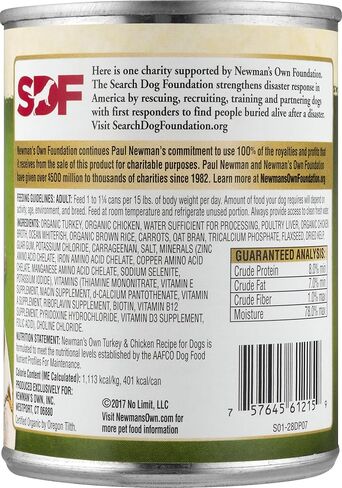 SDF
Here is one charity supported by Newman's Own Foundation.
The Search Dog Foundation strengthens disaster response in
America by rescuing, recruiting, training and partnering dogs
with first responders to find people buried alive after a disaster.
Visit SearchDogFoundation.org
Newman's Own Foundation continues Paul Newman's commitment to use 100% of the royalties and profits that
it receives from the sale of this product for charitable purposes. Paul Newman and Newman's Own Foundation
have given over $500 million to thousands of charities since 1982. Learn more at NewmansOwnFoundation.org
FEEDING GUIDELINES: ADULT: Feed 1 to 1¼ cans per 15 lbs. of body weight per day. Amount of food your dog requires will depend on
activity, age, environment, and breed. Feed at room temperature and refrigerate unused portion. Always provide access to clean fresh water.
INGREDIENTS: ORGANIC TURKEY, ORGANIC CHICKEN, WATER SUFFICIENT FOR PROCESSING, POULTRY LIVER, ORGANIC
OATS, OCEAN WHITEFISH, ORGANIC BROWN RICE, CARROTS, OAT BRAN, TRICALCIUM PHOSPHATE, FLAXSEED, DRIED KELP,
GUAR GUM, POTASSIUM CHLORIDE, CARRAGEENAN, SALT, MINERALS (ZINC
AMINO ACID CHELATE, IRON AMINO ACID CHELATE, COPPER AMINO ACID
CHELATE, MANGANESE AMINO ACID CHELATE, SODIUM SELENITE,
POTASSIUM IODIDE), VITAMINS (THIAMINE MONONITRATE, VITAMIN E
SUPPLEMENT, NIACIN SUPPLEMENT, d-CALCIUM PANTOTHENATE, VITAMIN
A SUPPLEMENT, RIBOFLAVIN SUPPLEMENT, BIOTIN, VITAMIN B12
SUPPLEMENT, PYRIDOXINE HYDROCHLORIDE, VITAMIN D3 SUPPLEMENT,
FOLIC ACID, CHOLINE CHLORIDE.
GUARANTEED ANALYSIS:
Crude Protein 8.0% min
Crude Fat 7.0% min
Crude Fiber 1.0% max
Moisture 78.0% max
NUTRITION STATEMENT: Newman's Own Turkey & Chicken Recipe for Dogs is
formulated to meet the nutritional levels established by the AAFCO Dog Food
Nutrient Profiles For Maintenance.
Calorie Content (ME Calculated): 1,113 kcal/kg, 401 kcal/can
PRODUCED EXCLUSIVELY FOR:
NEWMAN'S OWN, INC.
WESTPORT, CT 06880
Certified Organic by Oregon Tilth.
©2017 No Limit, LLC
Visit
NewmansOwn.com for
more pet food information
7 57645 61215 9
S01-28DP07